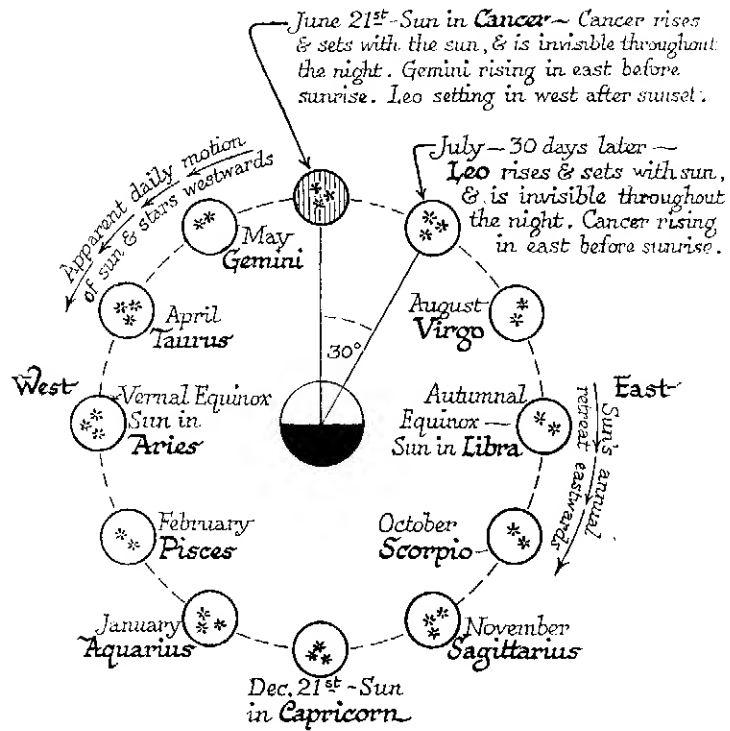 June 21st - Sun in Cancer ~ Cancer rises
& sets with the sun, & is invisible throughout
the night. Gemini rising in east before
sunrise. Leo setting in west after sunset.
July — 30 days later —
Leo rises & sets with sun,
& is invisible throughout
the night. Cancer rising
in east before sunrise.
Apparent daily motion
of sun & stars westwards
May
Gemini
April
Taurus
August
Virgo
30°
West
Vernal Equinox
Sun in
Aries
Autumnal
Equinox
Sun in Libra
East
Sun's annual
retreat eastwards
February
Pisces
October
Scorpio
January
Aquarius
November
Sagittarius
Dec. 21st - Sun
in Capricorn